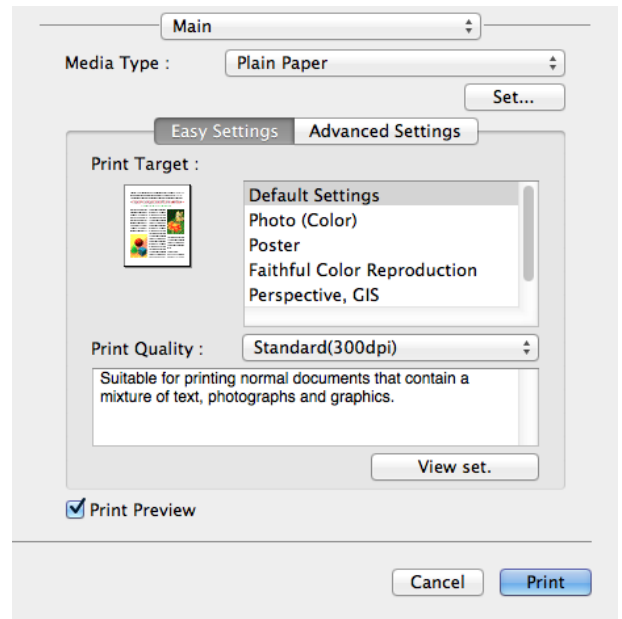 Main
Media Type : Plain Paper
Set...
Easy Settings Advanced Settings
Print Target :
Default Settings
Photo (Color)
Poster
Faithful Color Reproduction
Perspective, GIS
Print Quality : Standard(300dpi)
Suitable for printing normal documents that contain a
mixture of text, photographs and graphics.
View set.
Print Preview
Cancel Print